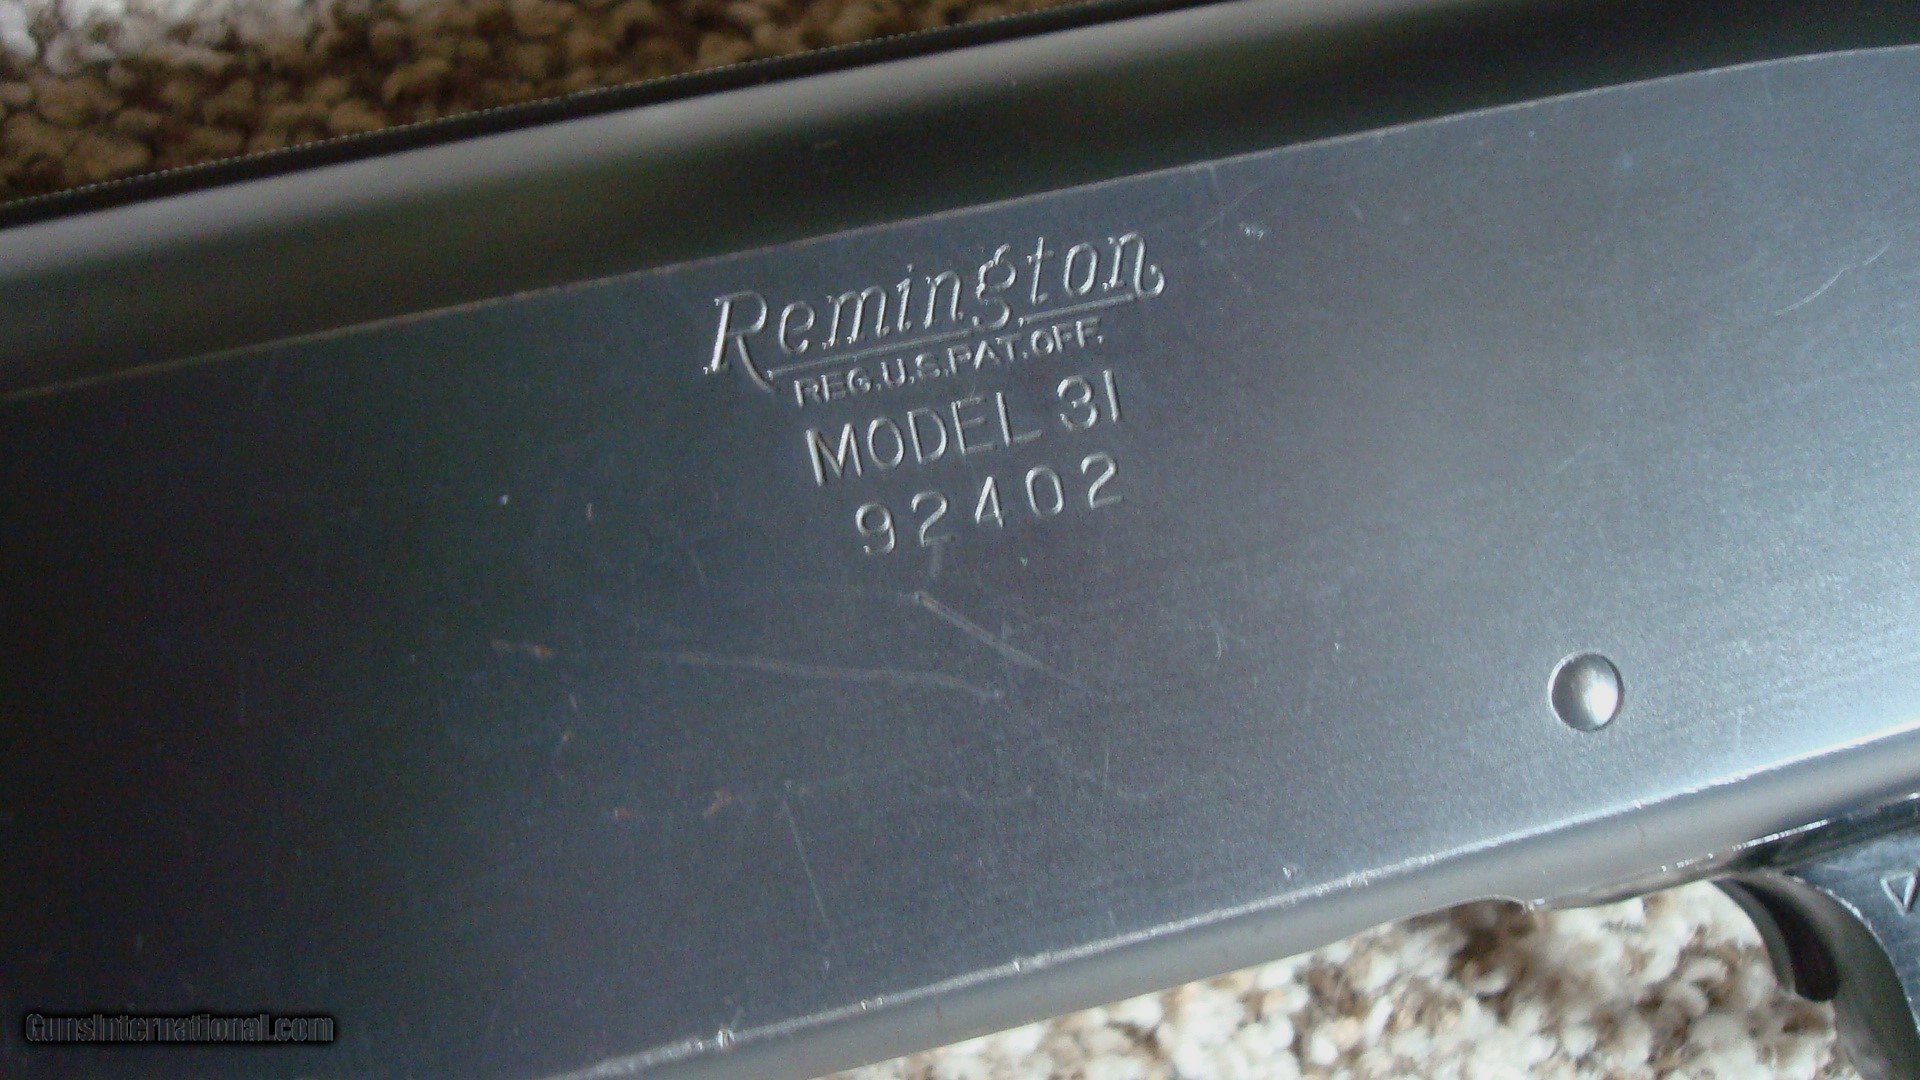 Remington
REG.U.S.PAT.OFF.
MODEL 31
92402
GunsInternational.com